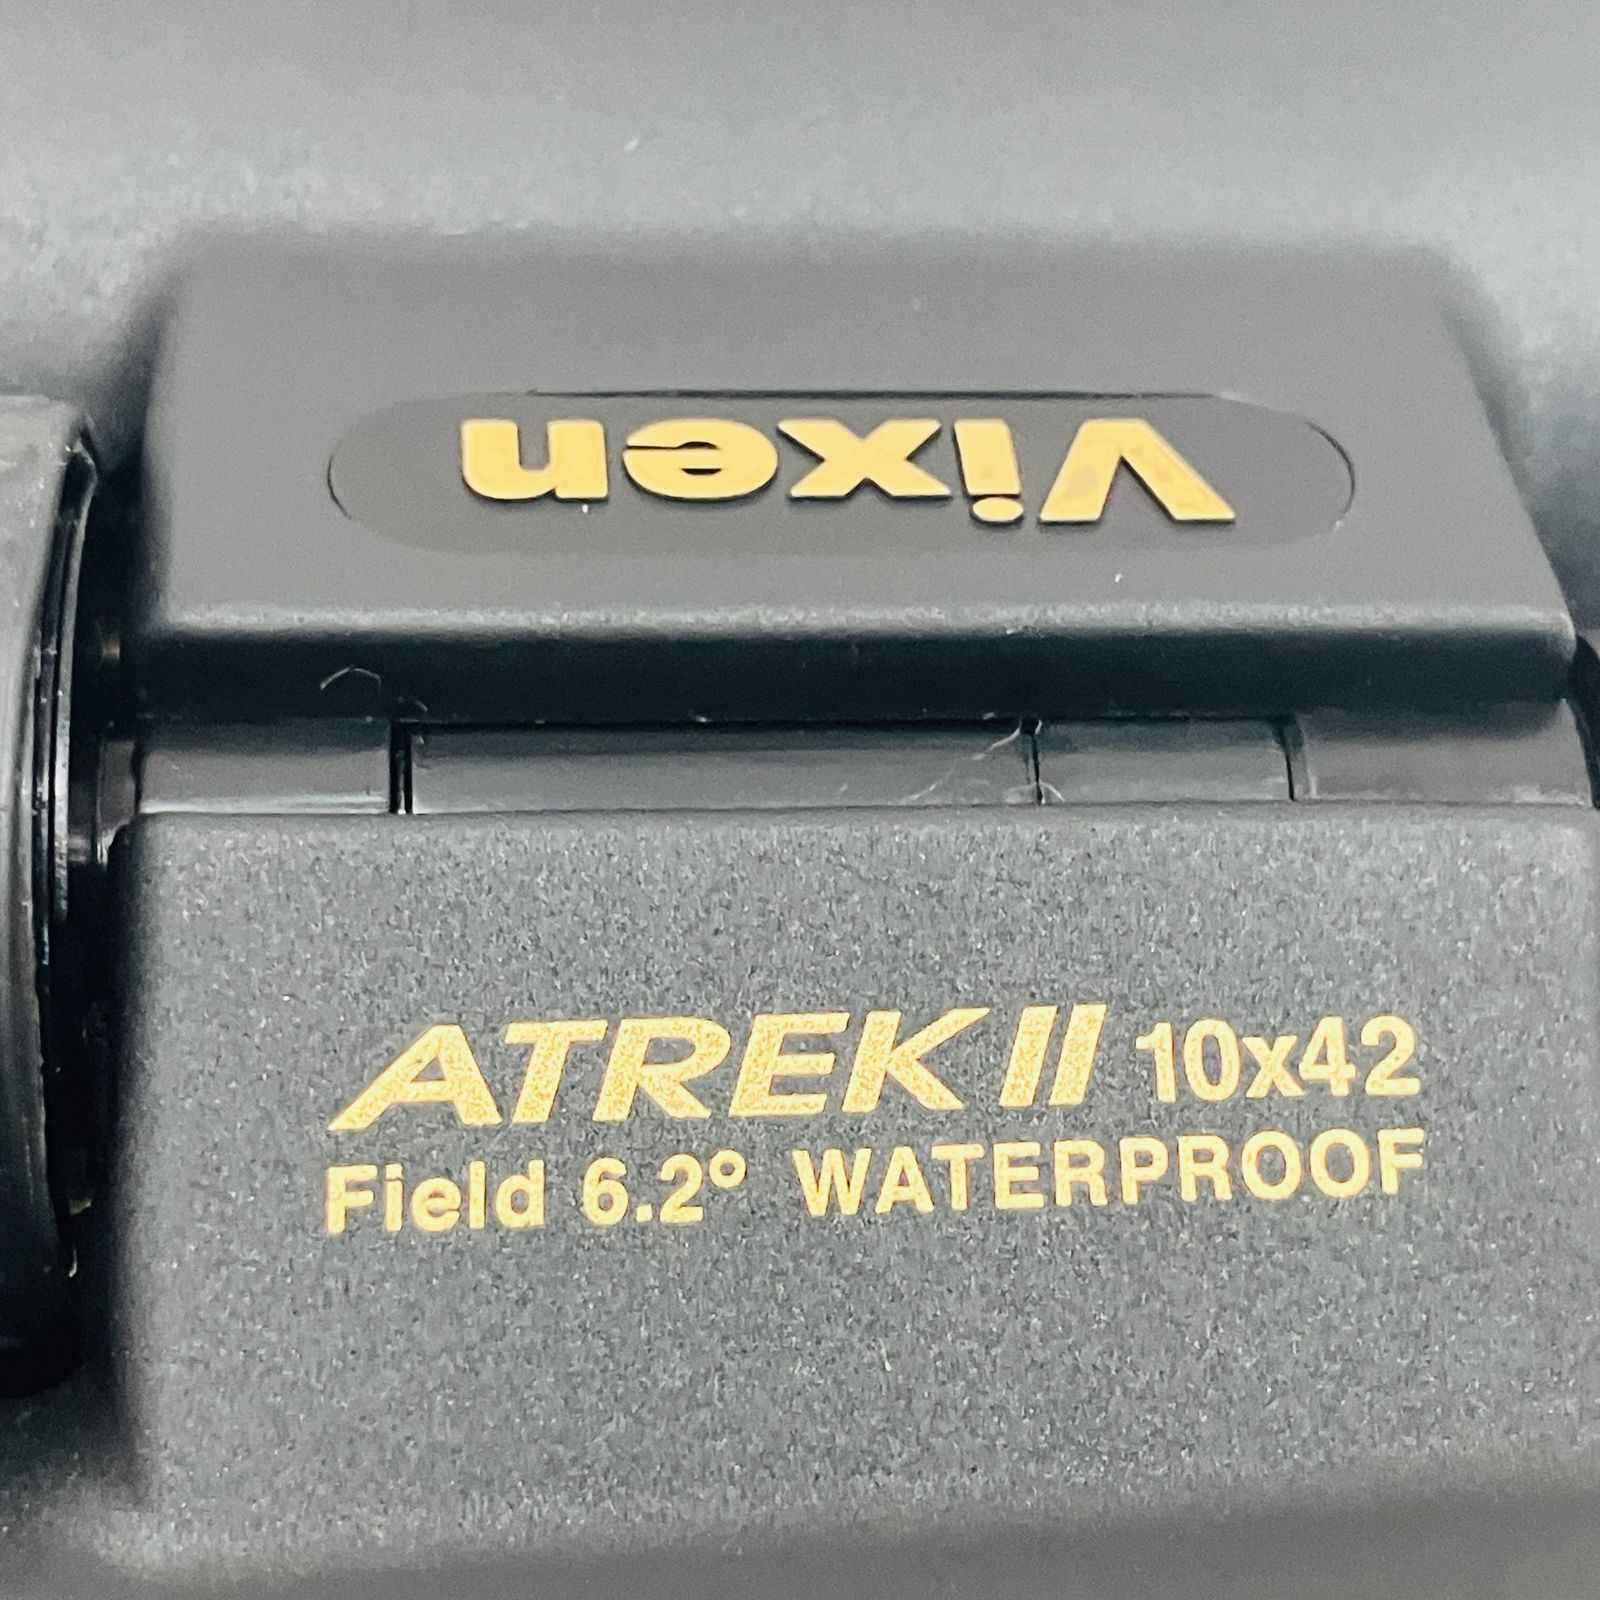 Vixen
ATREK II 10x42
Field 6.2° WATERPROOF